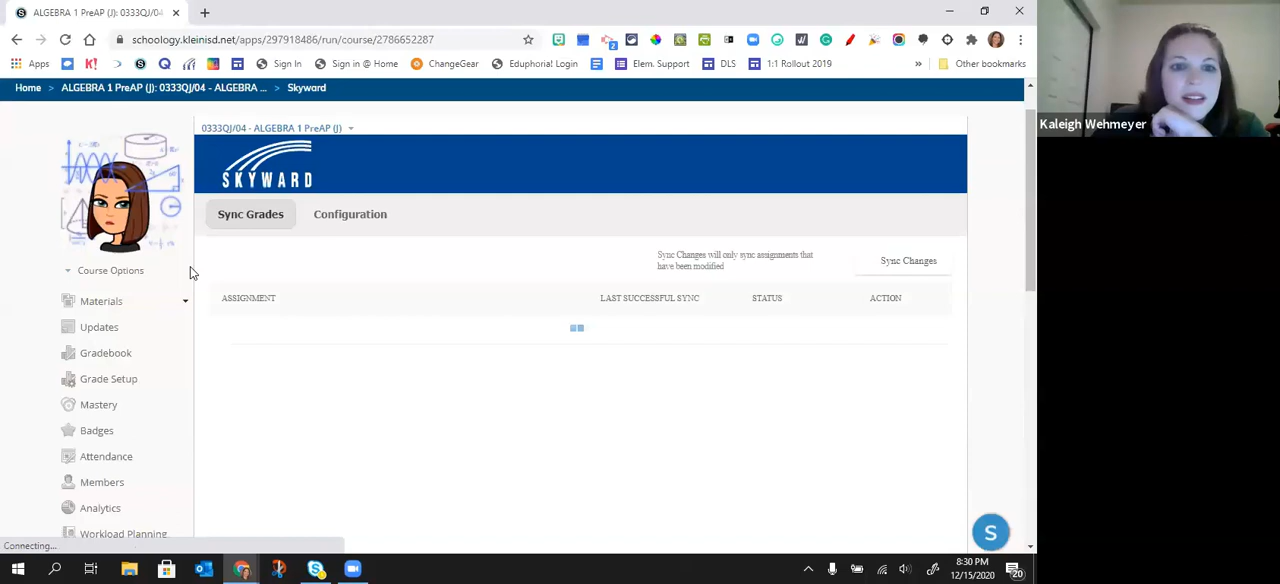 ALGEBRA 1 PreAP (J): 0333QJ/04
schoology.kleinisd.net/apps/297918486/run/course/2786652287
Apps
K!
Sign In
Sign in @ Home
ChangeGear
Eduphoria! Login
Elem. Support
DLS
1:1 Rollout 2019
»
Other bookmarks
Home > ALGEBRA 1 PreAP (J): 0333QJ/04 - ALGEBRA ... > Skyward
Kaleigh Wehmeyer
0333QJ/04 - ALGEBRA 1 PreAP (J)
SKYWARD
Sync Grades
Configuration
Sync Changes will only sync assignments that
have been modified
Sync Changes
Course Options
ASSIGNMENT
LAST SUCCESSFUL SYNC
STATUS
ACTION
Materials
Updates
Gradebook
Grade Setup
Mastery
Badges
Attendance
Members
Analytics
Workload Planning
Connecting...
S
8:30 PM
12/15/2020
20